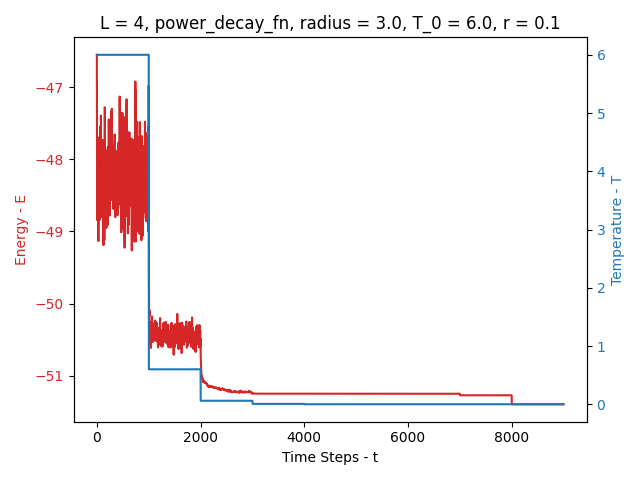 L = 4, power_decay_fn, radius = 3.0, T_0 = 6.0, r = 0.1
−47
−48
−49
−50
−51
Energy - E
6
5
4
3
2
1
0
Temperature - T
0 2000 4000 6000 8000
Time Steps - t